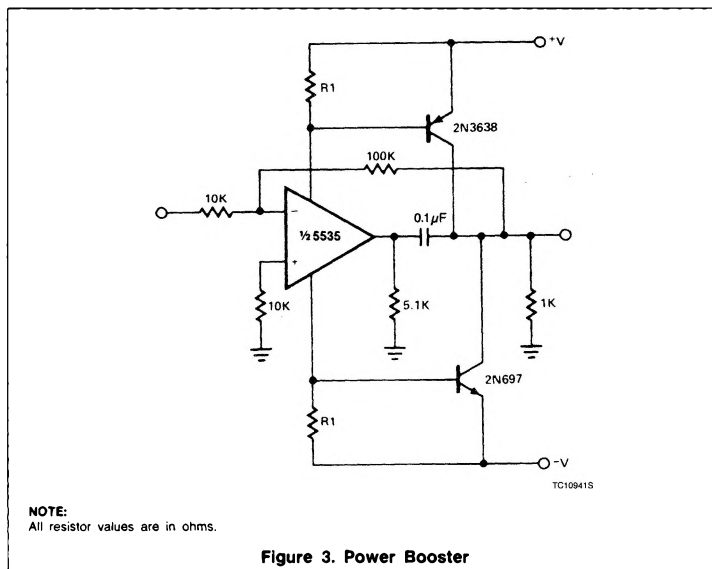 +V
R1
2N3638
100K
10K
0.1μF
−
½ 5535
+
10K
5.1K
1K
2N697
R1
−V
TC10941S
NOTE:
All resistor values are in ohms.
Figure 3. Power Booster